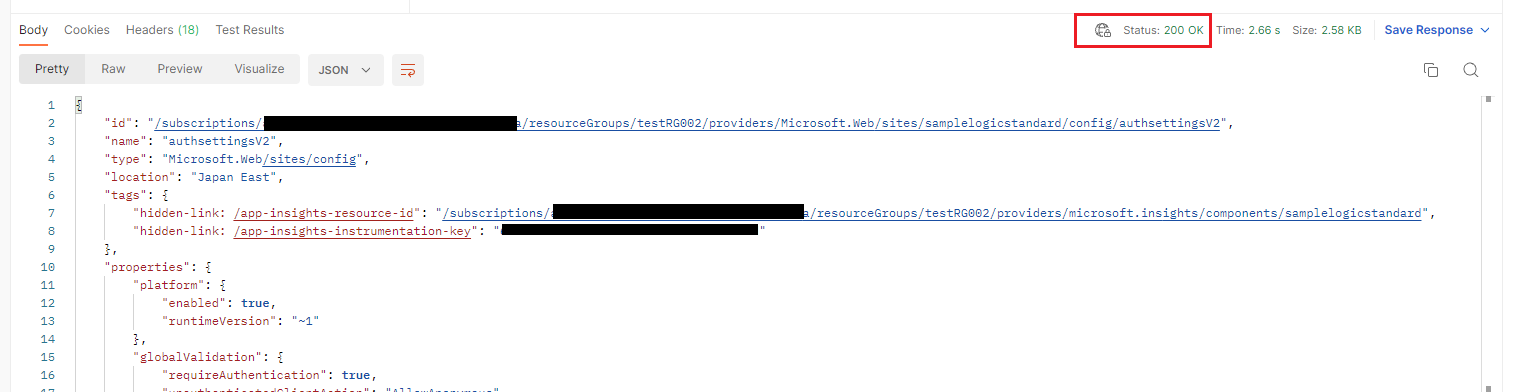 Body Cookies Headers (18) Test Results Status: 200 OK Time: 2.66 s Size: 2.58 KB Save Response
Pretty Raw Preview Visualize JSON
1 {
2 "id": "/subscriptions/ a/resourceGroups/testRG002/providers/Microsoft.Web/sites/samplelogicstandard/config/authsettingsV2",
3 "name": "authsettingsV2",
4 "type": "Microsoft.Web/sites/config",
5 "location": "Japan East",
6 "tags": {
7 "hidden-link: /app-insights-resource-id": "/subscriptions/ a/resourceGroups/testRG002/providers/microsoft.insights/components/samplelogicstandard",
8 "hidden-link: /app-insights-instrumentation-key": " "
9 },
10 "properties": {
11 "platform": {
12 "enabled": true,
13 "runtimeVersion": "~1"
14 },
15 "globalValidation": {
16 "requireAuthentication": true,
17 "unauthenticatedClientAction": "AllowAnonymous"